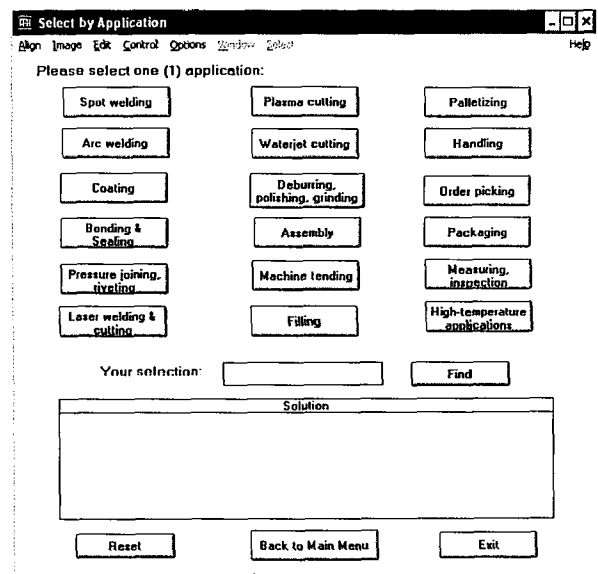 Select by Application
Align Image Edit Control Options Window Select Help
Please select one (1) application:
Spot welding Plasma cutting Palletizing
Arc welding Waterjet cutting Handling
Coating Deburring, polishing, grinding Order picking
Bonding & Sealing Assembly Packaging
Pressure joining, riveting Machine tending Measuring, inspection
Laser welding & cutting Filling High-temperature applications
Your selection: Find
Solution
Reset Back to Main Menu Exit